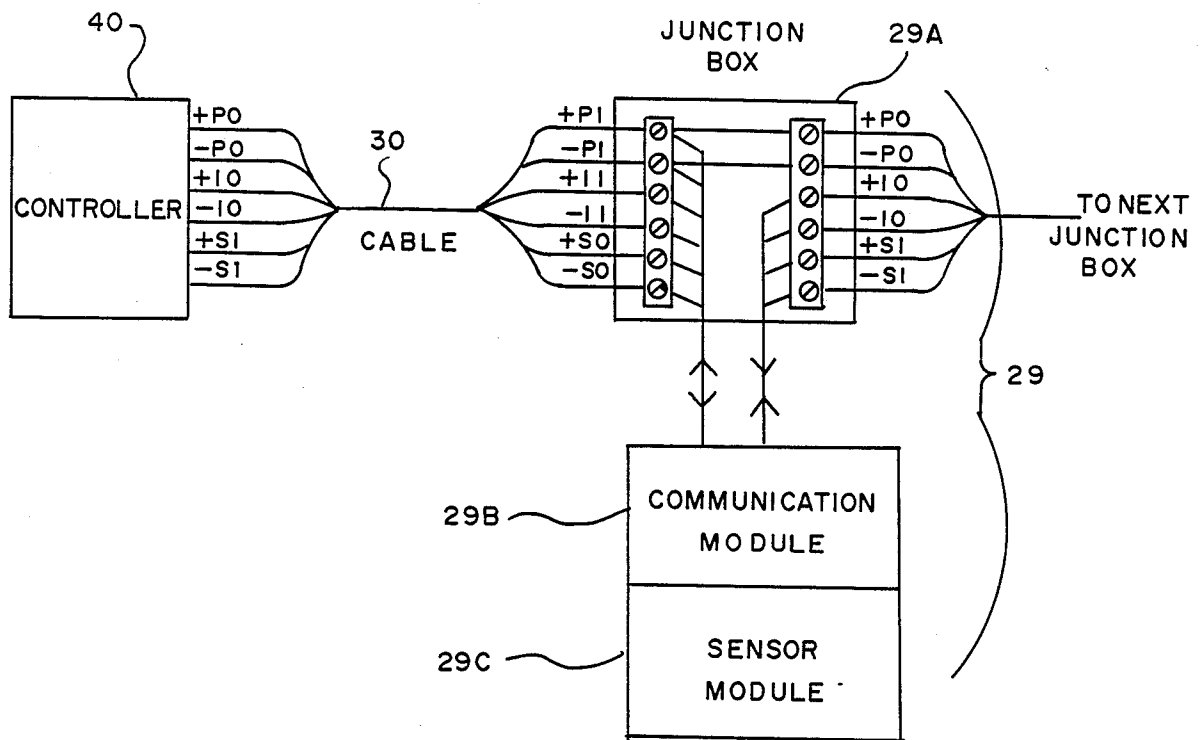 40
JUNCTION
BOX
29A
CONTROLLER
+PO
-PO
+IO
-IO
+SI
-SI
30
CABLE
+PI
-PI
+II
-II
+SO
-SO
+PO
-PO
+IO
-IO
+SI
-SI
TO NEXT
JUNCTION
BOX
29
29B
COMMUNICATION
MODULE
29C
SENSOR
MODULE